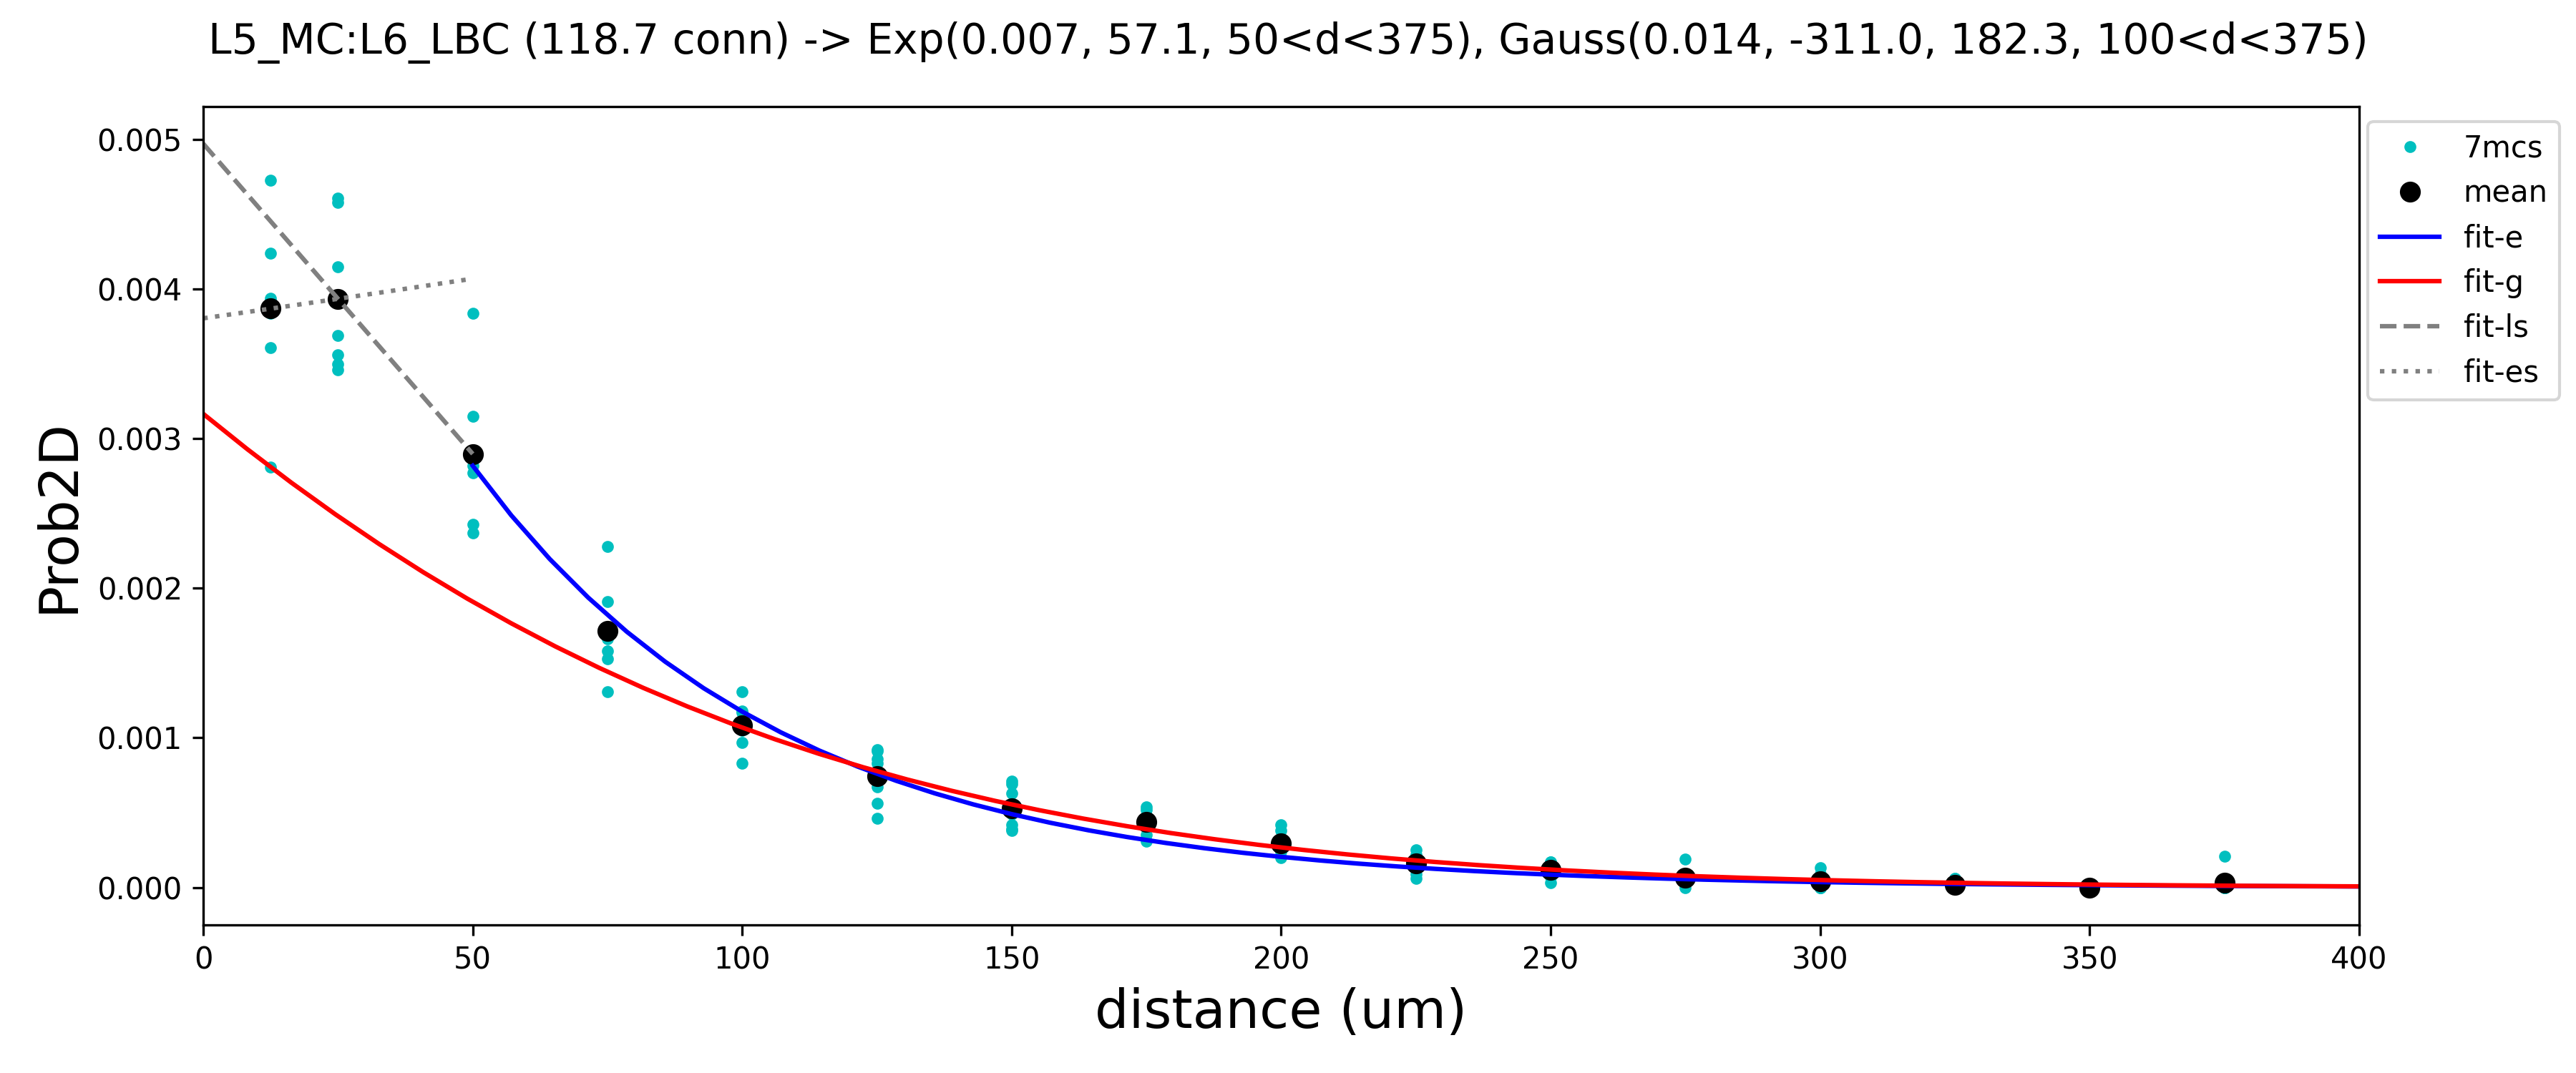 L5_MC:L6_LBC (118.7 conn) -> Exp(0.007, 57.1, 50<d<375), Gauss(0.014, -311.0, 182.3, 100<d<375)
Prob2D
0.005
0.004
0.003
0.002
0.001
0.000
0 50 100 150 200 250 300 350 400
distance (um)
7mcs
mean
fit-e
fit-g
fit-ls
fit-es